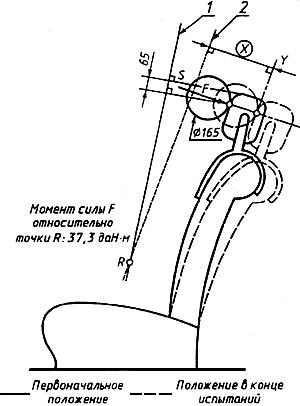 1
2
X
Y
65
S
F
Ø165
Момент силы F
относительно
точки R: 37,3 даН·м
R
Первоначальное
положение
Положение в конце
испытаний